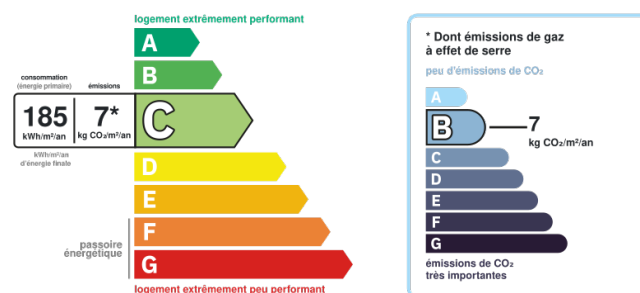 logement extrêmement performant
A
B
consommation
(énergie primaire)
émissions
185
kWh/m²/an
7*
kg CO₂/m²/an
C
kWh/m²/an
d'énergie finale
D
E
F
G
passoire
énergétique
logement extrêmement peu performant
* Dont émissions de gaz
à effet de serre
peu d'émissions de CO₂
A
B
7
kg CO₂/m²/an
C
D
E
F
G
émissions de CO₂
très importantes